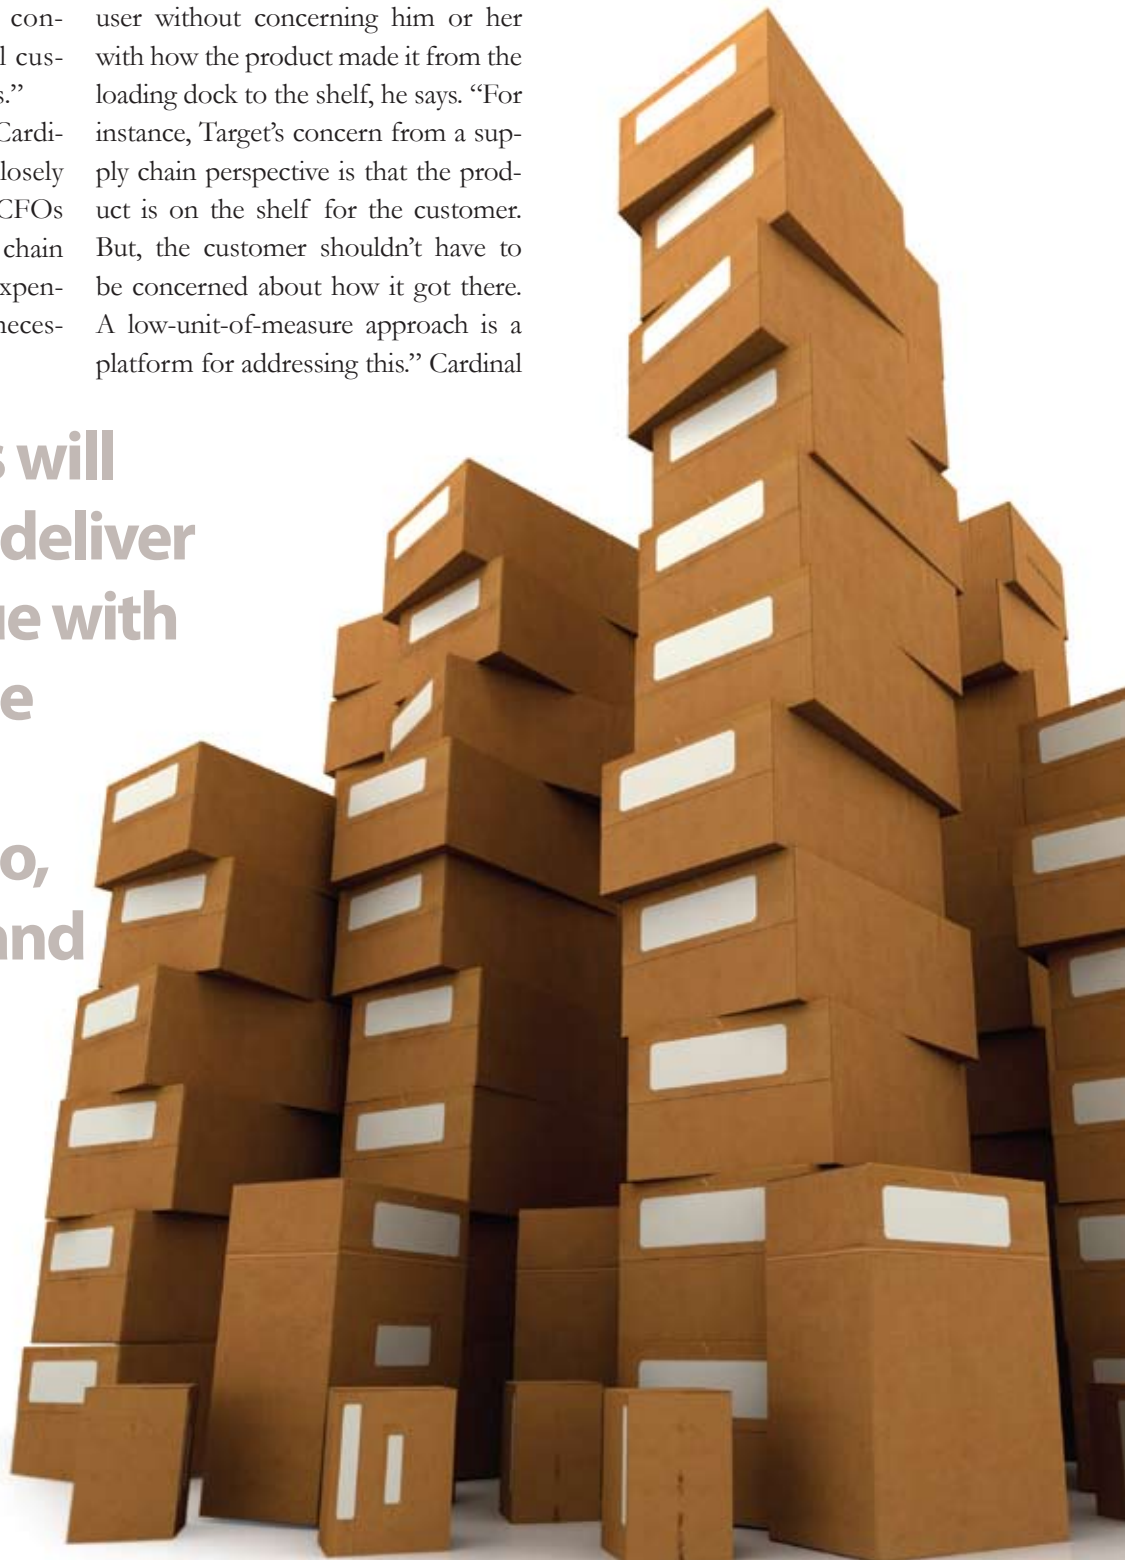 con-
l cus-
s.”
Cardi-
losely
CFOs
chain
xpen-
neces-
user without concerning him or her
with how the product made it from the
loading dock to the shelf, he says. “For
instance, Target’s concern from a sup-
ply chain perspective is that the prod-
uct is on the shelf for the customer.
But, the customer shouldn’t have to
be concerned about how it got there.
A low-unit-of-measure approach is a
platform for addressing this.” Cardinal
s will
deliver
ue with
e
o,
and